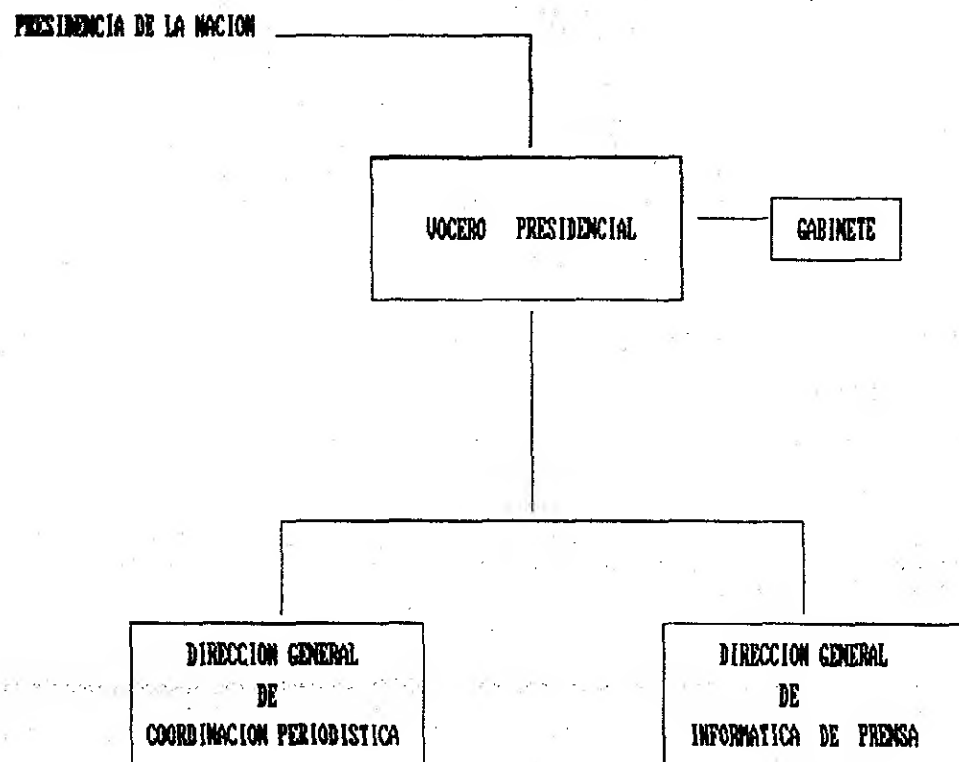 PRESIDENCIA DE LA NACION
VOCERO PRESIDENCIAL
GABINETE
DIRECCION GENERAL
DE
COORDINACION PERIODISTICA
DIRECCION GENERAL
DE
INFORMATICA DE PRENSA